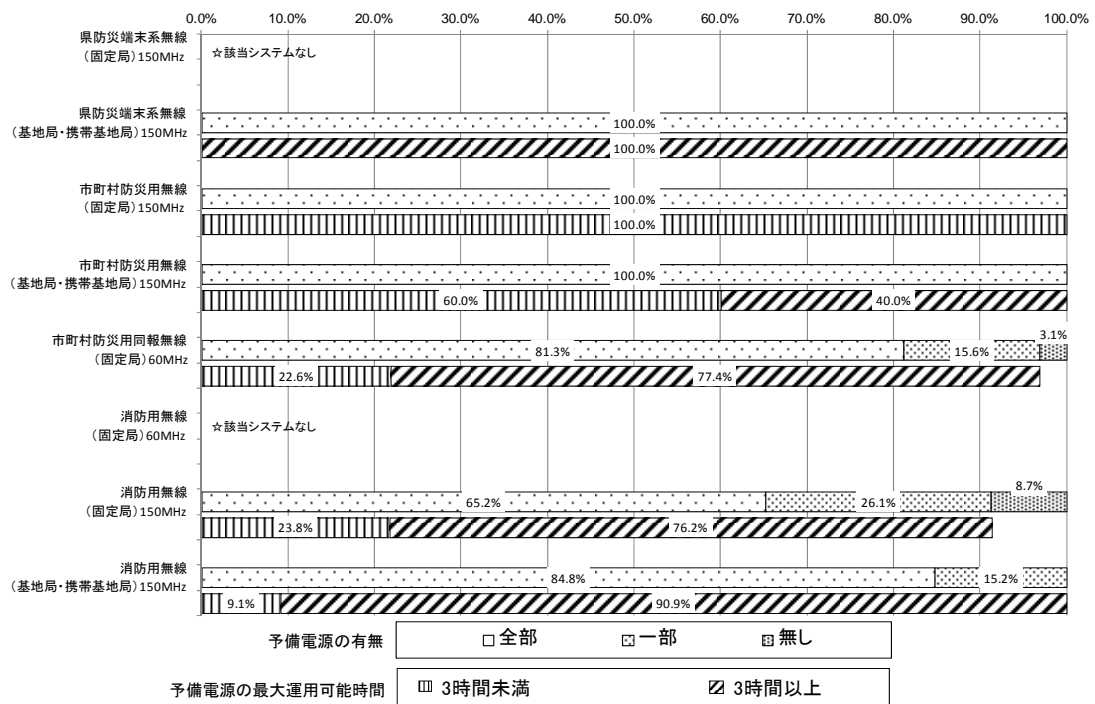 0.0% 10.0% 20.0% 30.0% 40.0% 50.0% 60.0% 70.0% 80.0% 90.0% 100.0%
県防災端末系無線
(固定局)150MHz
☆該当システムなし
県防災端末系無線
(基地局・携帯基地局)150MHz
100.0%
100.0%
市町村防災用無線
(固定局)150MHz
100.0%
100.0%
市町村防災用無線
(基地局・携帯基地局)150MHz
100.0%
60.0% 40.0%
市町村防災用同報無線
(固定局)60MHz
81.3% 15.6% 3.1%
22.6% 77.4%
消防用無線
(固定局)60MHz
☆該当システムなし
消防用無線
(固定局)150MHz
65.2% 26.1% 8.7%
23.8% 76.2%
消防用無線
(基地局・携帯基地局)150MHz
84.8% 15.2%
9.1% 90.9%
予備電源の有無 全部 一部 無し
予備電源の最大運用可能時間 3時間未満 3時間以上